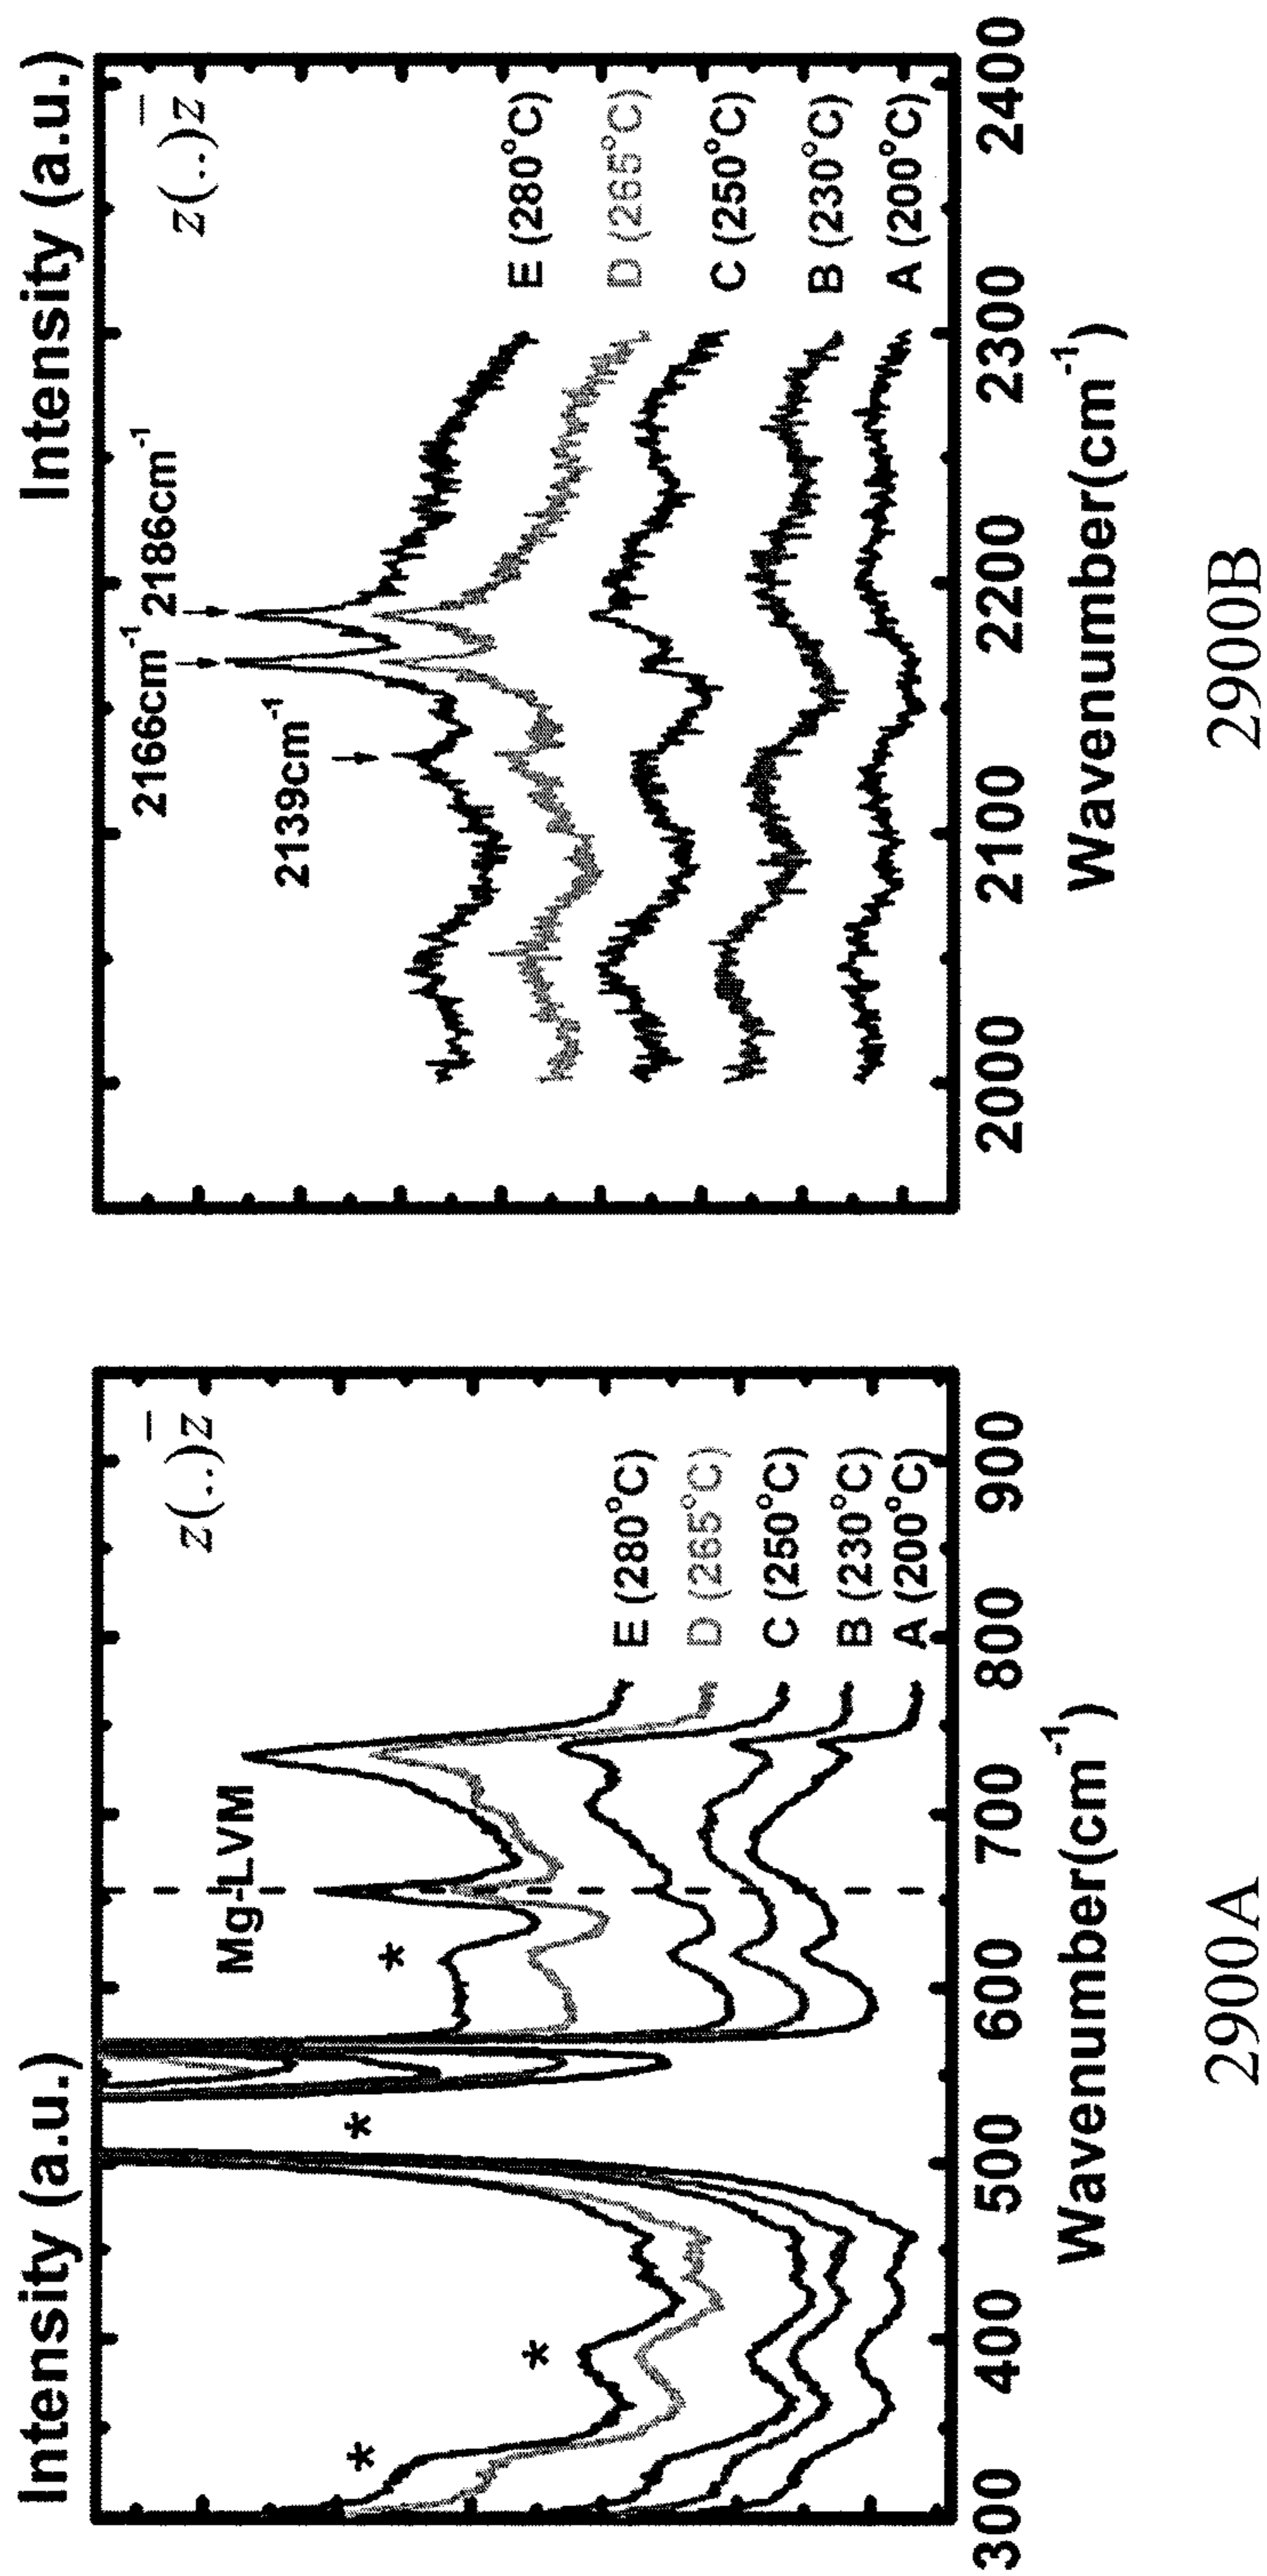 Intensity (a.u.)
z(..)z̅
Mg-LVM
*
*
*
*
E (280°C)
D (265°C)
C (250°C)
B (230°C)
A (200°C)
300 400 500 600 700 800 900
Wavenumber(cm⁻¹)
2900A
Intensity (a.u.)
z(..)z̅
2166cm⁻¹
2186cm⁻¹
2139cm⁻¹
E (280°C)
D (265°C)
C (250°C)
B (230°C)
A (200°C)
2000 2100 2200 2300 2400
Wavenumber(cm⁻¹)
2900B